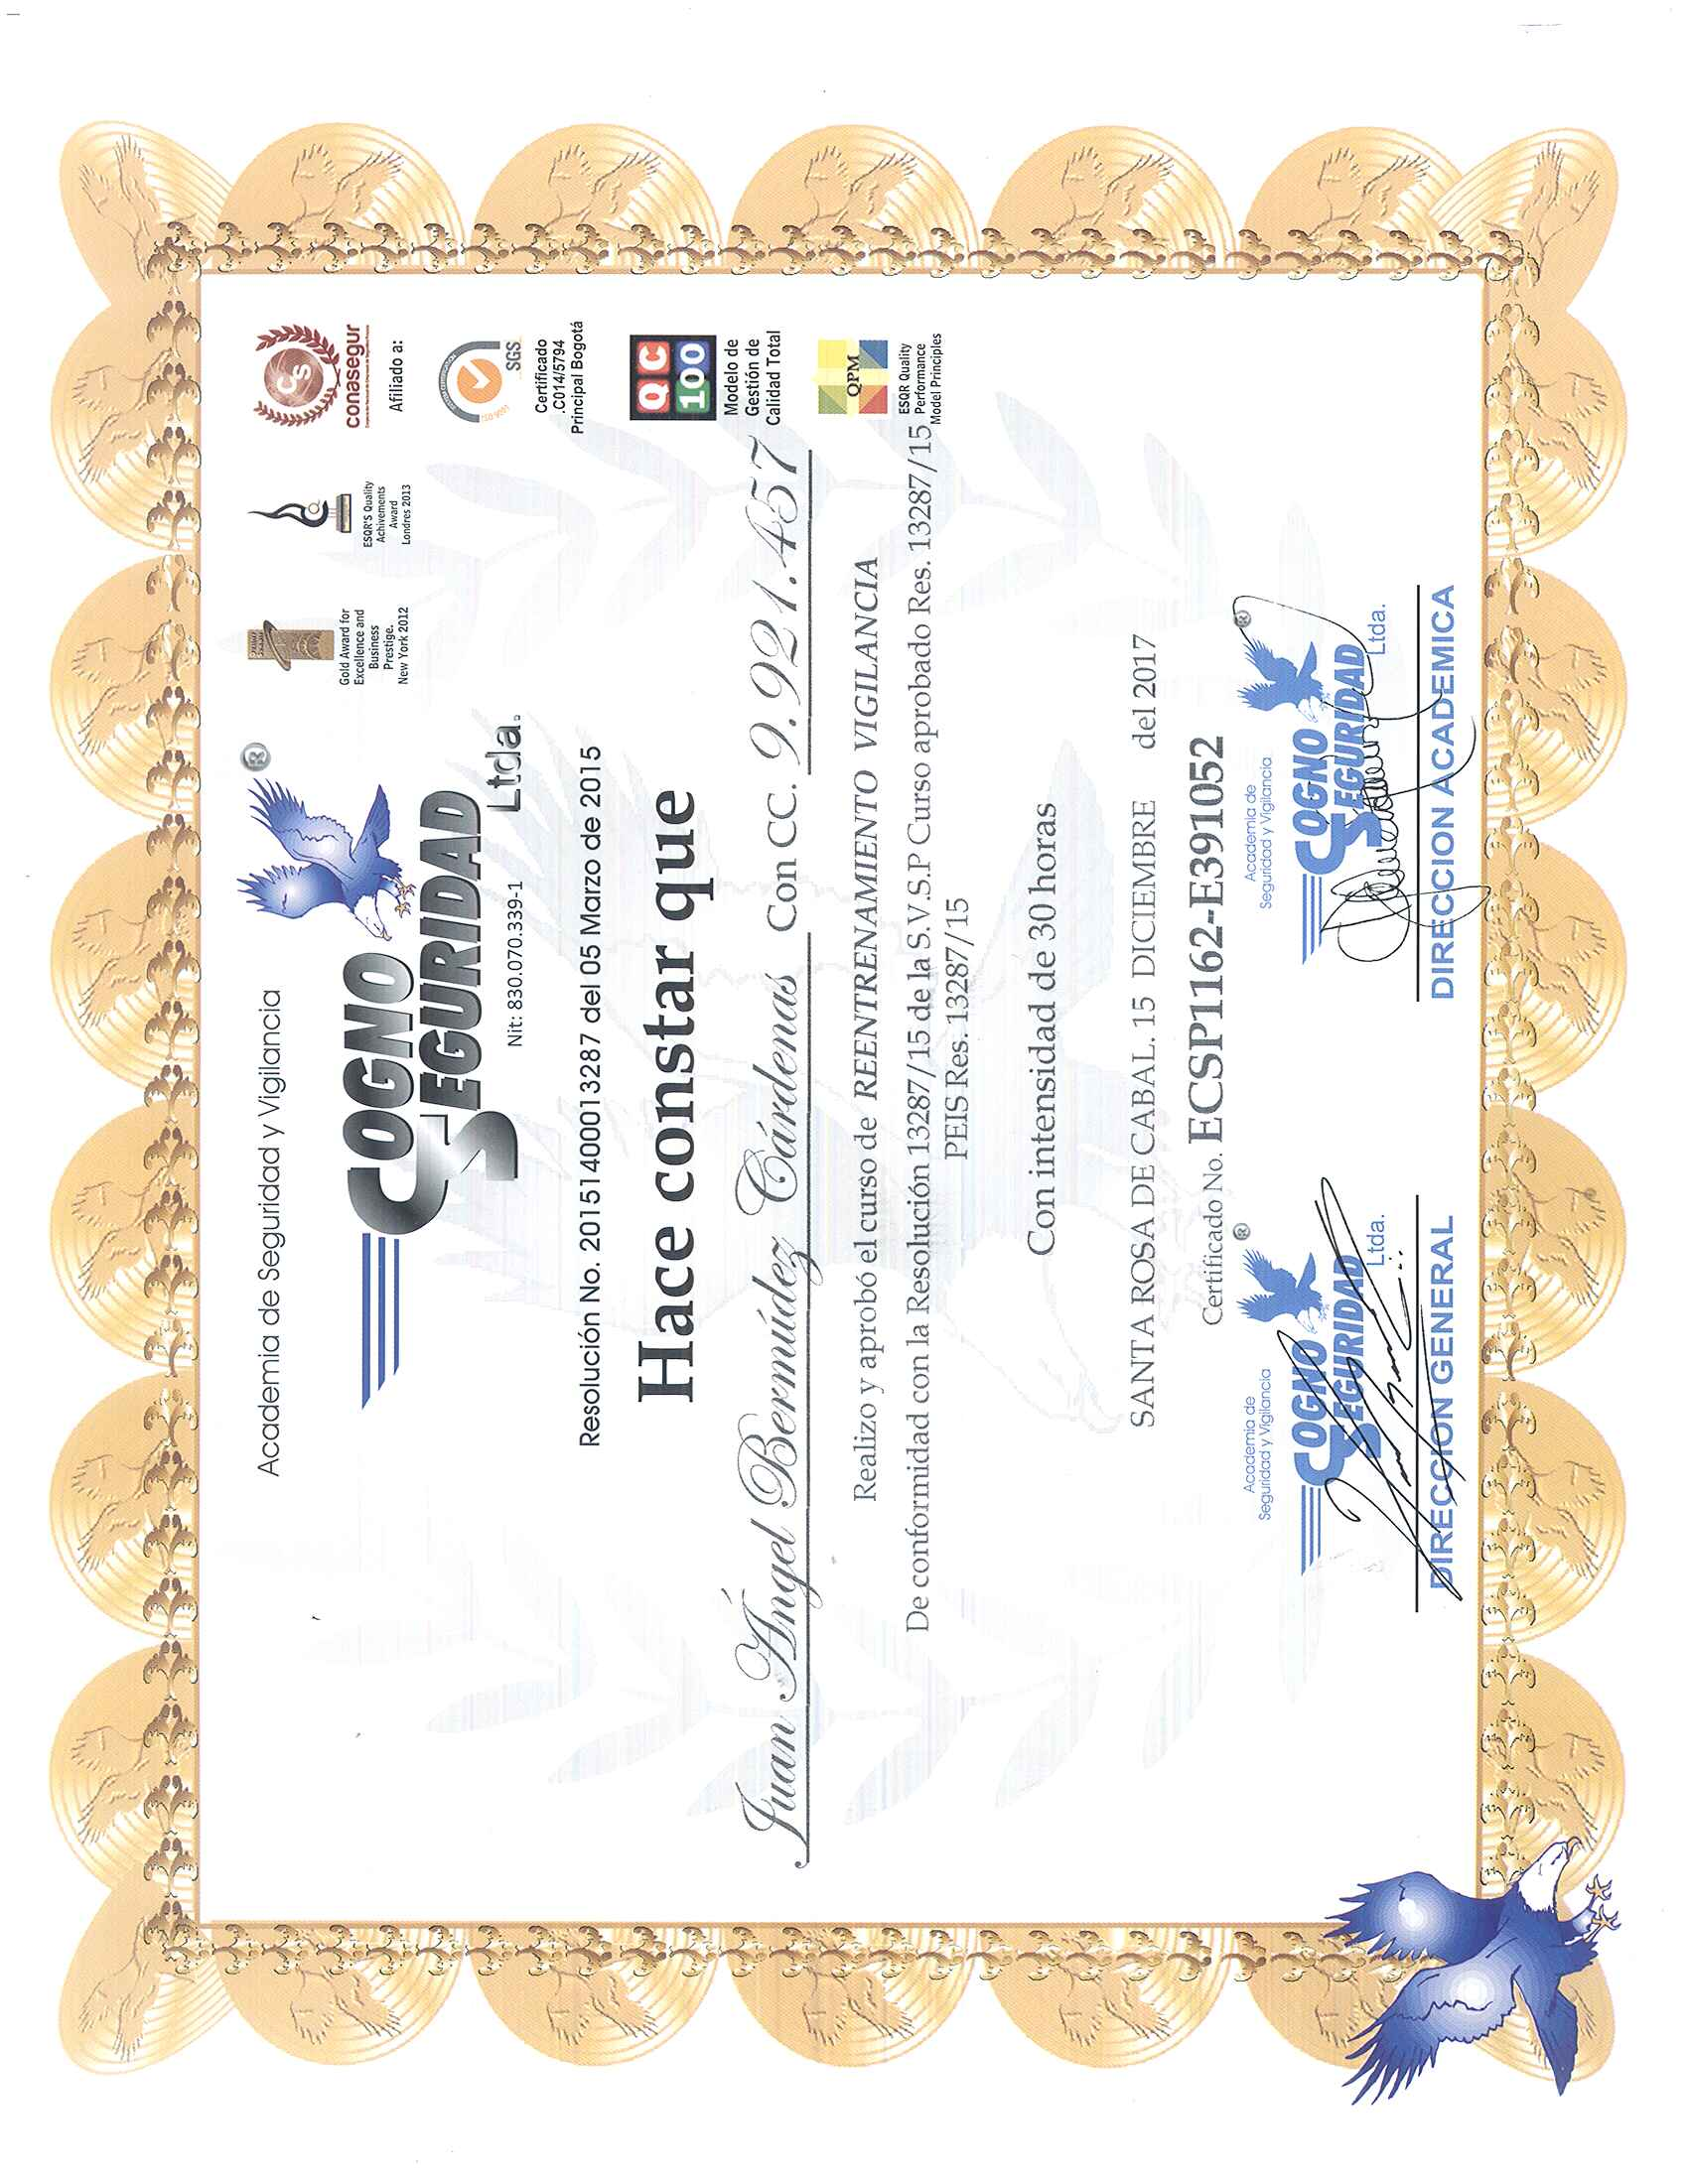 Academia de Seguridad y Vigilancia
COGNO
SEGURIDAD
®
Nit: 830.070.339-1
Ltda.
Resolución No. 20151400013287 del 05 Marzo de 2015
Gold Award for
Excellence and
Business
Prestige.
New York 2012
ESQR'S Quality
Achivements
Award
Londres 2013
CS
conasegur
Afiliado a:
ISO 9001
SGS
Certificado
.CO14/5794
Principal Bogotá
QC
100
Modelo de
Gestión de
Calidad Total
QPM
ESQR Quality
Performance
Model Principles
Hace constar que
Juan Ángel Bermúdez Cárdenas Con CC. 9.921.457
Realizo y aprobó el curso de REENTRENAMIENTO VIGILANCIA
De conformidad con la Resolución 13287/15 de la S.V.S.P Curso aprobado Res. 13287/15
PEIS Res. 13287/15
Con intensidad de 30 horas
SANTA ROSA DE CABAL. 15 DICIEMBRE del 2017
Certificado No. ECSP1162-E391052
Academia de
Seguridad y Vigilancia
®
COGNO
SEGURIDAD
Ltda.
DIRECCION GENERAL
Academia de
Seguridad y Vigilancia
®
COGNO
SEGURIDAD
Ltda.
DIRECCION ACADEMICA